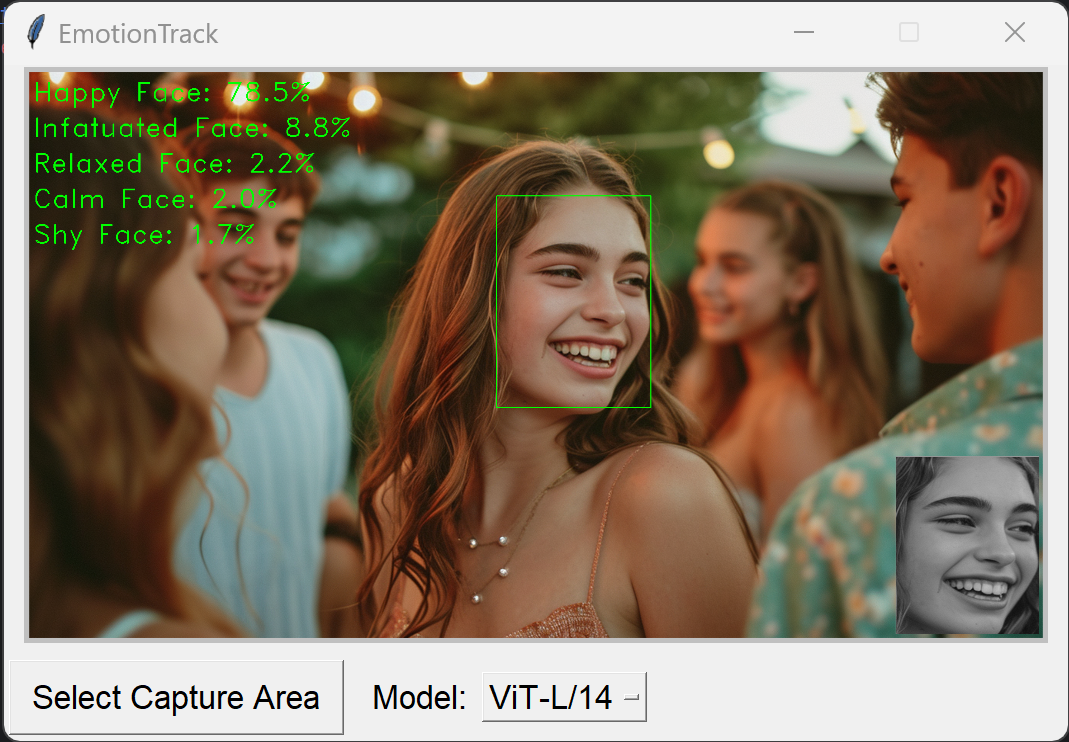 EmotionTrack
Happy Face: 78.5%
Infatuated Face: 8.8%
Relaxed Face: 2.2%
Calm Face: 2.0%
Shy Face: 1.7%
Select Capture Area Model: ViT-L/14